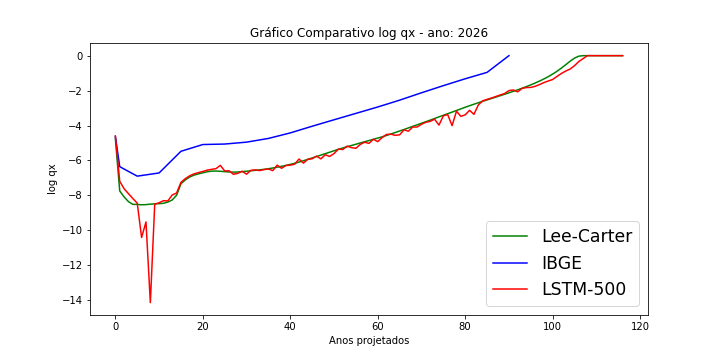 Gráfico Comparativo log qx - ano: 2026
log qx
0
−2
−4
−6
−8
−10
−12
−14
0
20
40
60
80
100
120
Anos projetados
Lee-Carter
IBGE
LSTM-500